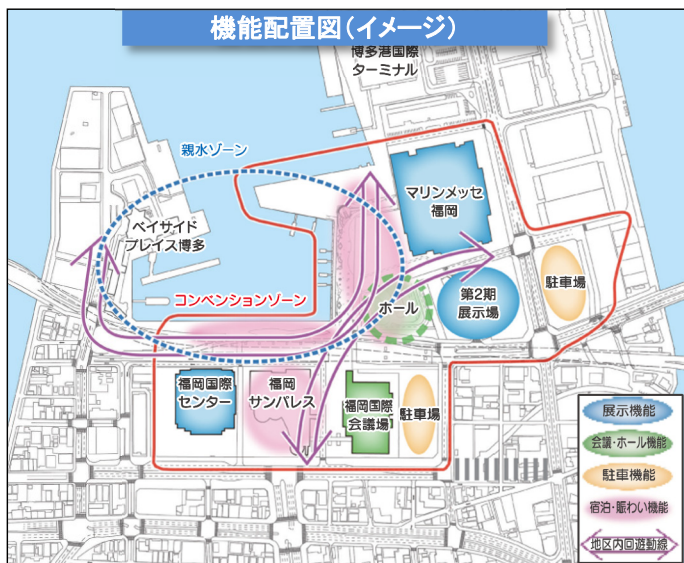 機能配置図（イメージ）
博多港国際
ターミナル
親水ゾーン
マリンメッセ
福岡
ベイサイド
プレイス博多
コンベンションゾーン
ホール
第2期
展示場
駐車場
福岡国際
センター
福岡
サンパレス
福岡国際
会議場
駐車場
展示機能
会議・ホール機能
駐車機能
宿泊・賑わい機能
地区内回遊動線